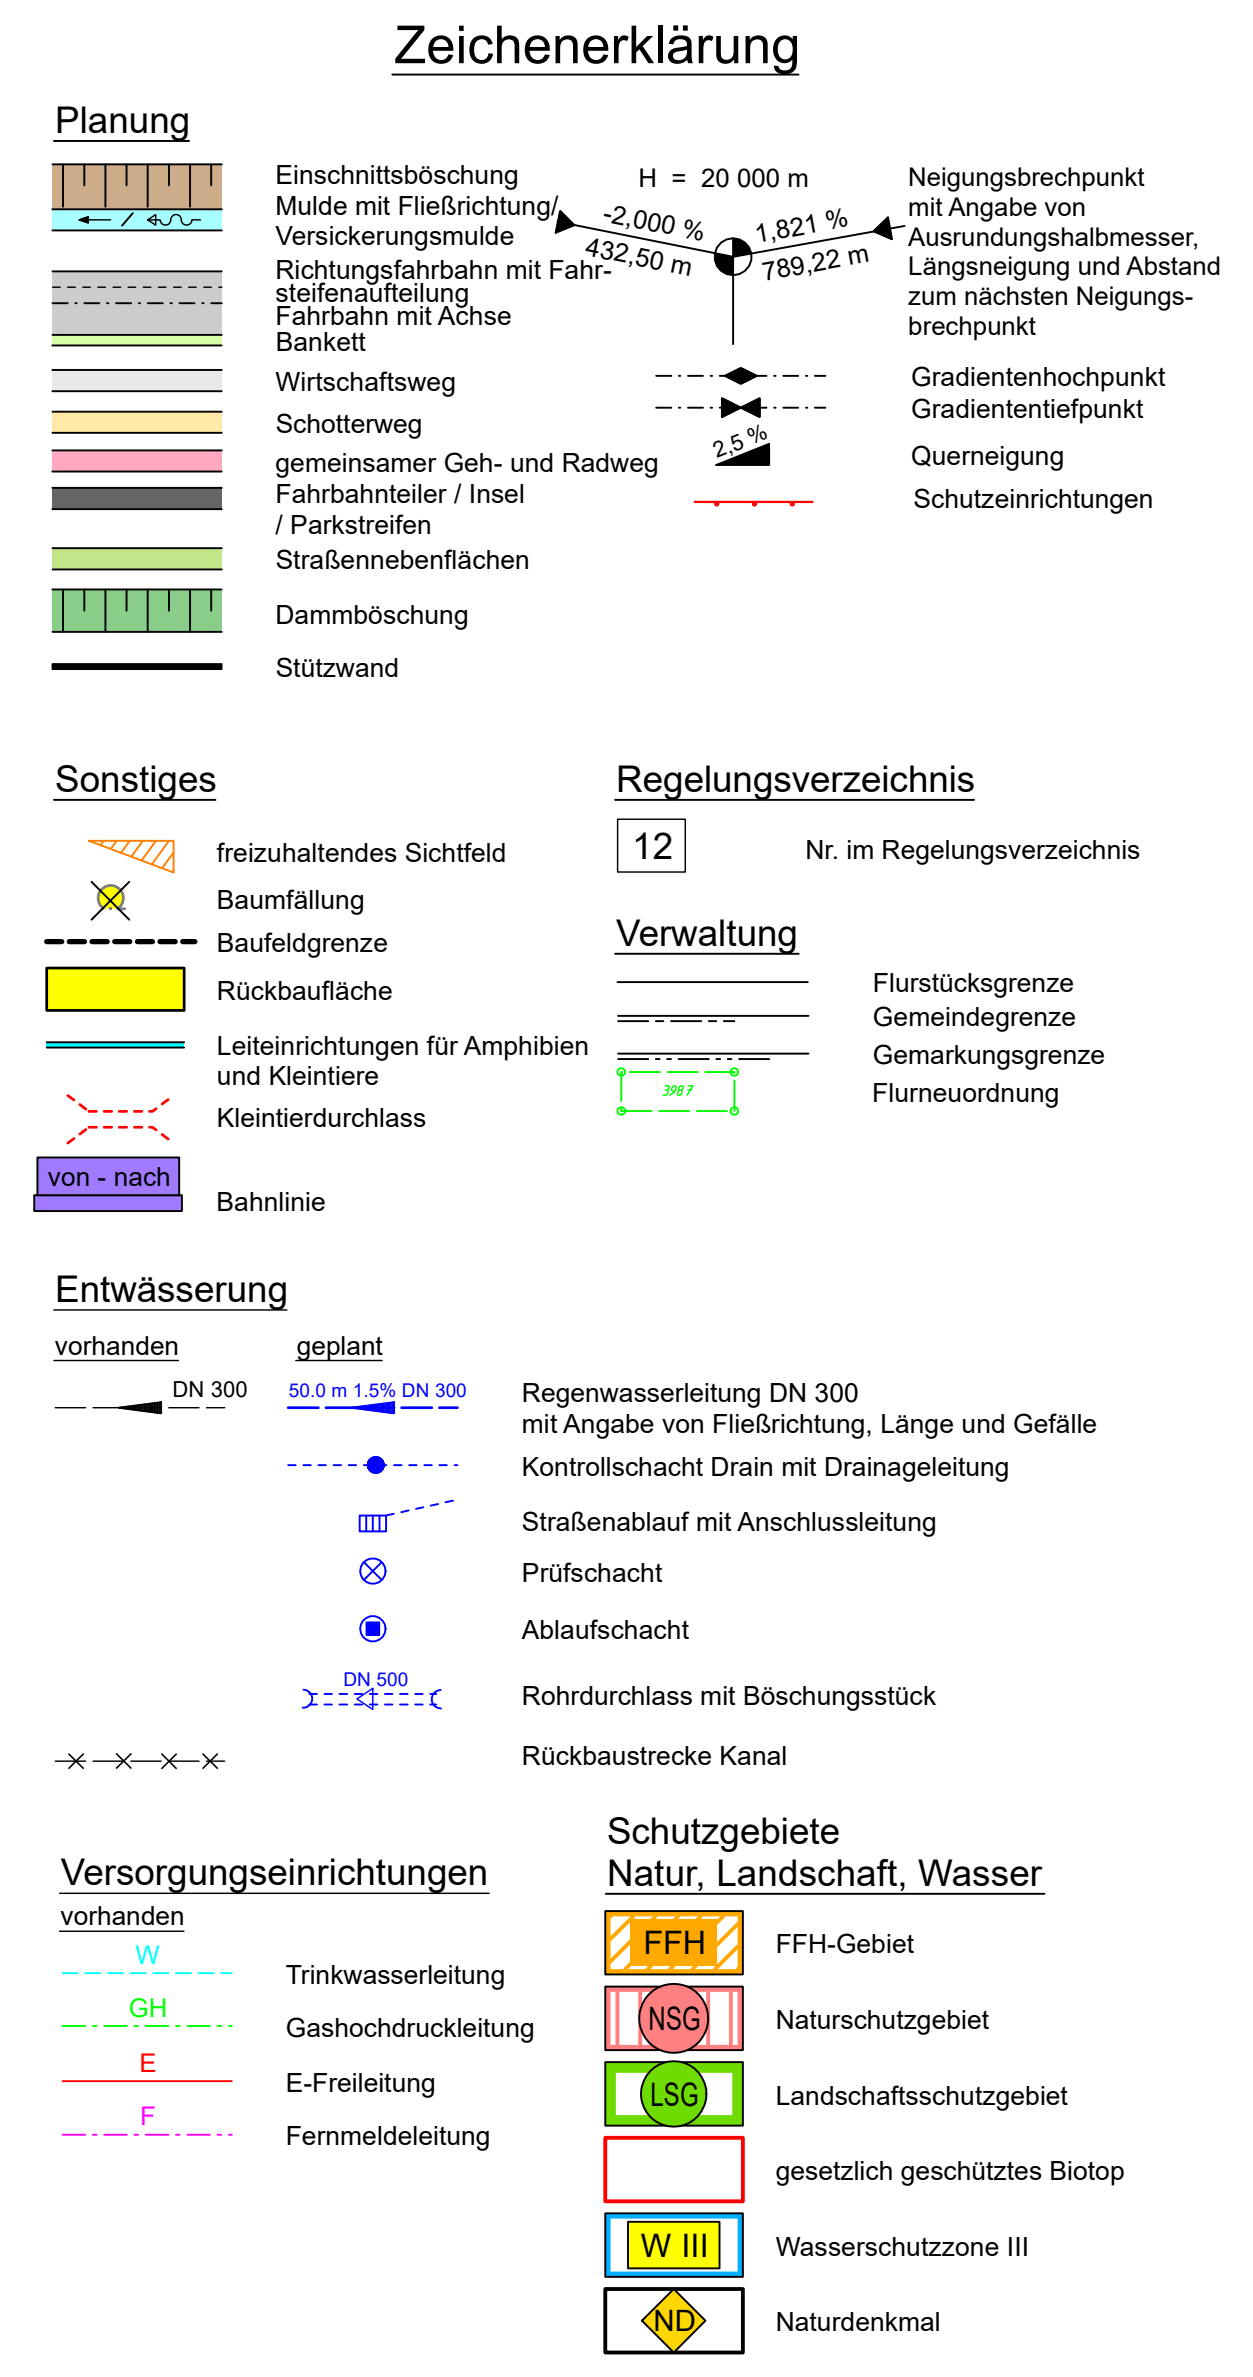 Zeichenerklärung
Planung
Einschnittsböschung
Mulde mit Fließrichtung/
Versickerungsmulde
Richtungsfahrbahn mit Fahr-
steifenaufteilung
Fahrbahn mit Achse
Bankett
Wirtschaftsweg
Schotterweg
gemeinsamer Geh- und Radweg
Fahrbahnteiler / Insel
/ Parkstreifen
Straßennebenflächen
Dammböschung
Stützwand
H = 20 000 m
-2,000 %
432,50 m
1,821 %
789,22 m
Neigungsbrechpunkt
mit Angabe von
Ausrundungshalbmesser,
Längsneigung und Abstand
zum nächsten Neigungs-
brechpunkt
Gradientenhochpunkt
Gradiententiefpunkt
2,5 %
Querneigung
Schutzeinrichtungen
Sonstiges
freizuhaltendes Sichtfeld
Baumfällung
Baufeldgrenze
Rückbaufläche
Leiteinrichtungen für Amphibien
und Kleintiere
Kleintierdurchlass
von - nach
Bahnlinie
Regelungsverzeichnis
12
Nr. im Regelungsverzeichnis
Verwaltung
Flurstücksgrenze
Gemeindegrenze
Gemarkungsgrenze
3987
Flurneuordnung
Entwässerung
vorhanden
geplant
DN 300
50.0 m 1.5% DN 300
Regenwasserleitung DN 300
mit Angabe von Fließrichtung, Länge und Gefälle
Kontrollschacht Drain mit Drainageleitung
Straßenablauf mit Anschlussleitung
Prüfschacht
Ablaufschacht
DN 500
Rohrdurchlass mit Böschungsstück
Rückbaustrecke Kanal
Versorgungseinrichtungen
vorhanden
W
Trinkwasserleitung
GH
Gashochdruckleitung
E
E-Freileitung
F
Fernmeldeleitung
Schutzgebiete
Natur, Landschaft, Wasser
FFH
FFH-Gebiet
NSG
Naturschutzgebiet
LSG
Landschaftsschutzgebiet
gesetzlich geschütztes Biotop
W III
Wasserschutzzone III
ND
Naturdenkmal